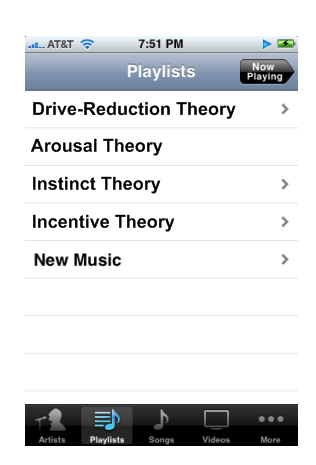 AT&T 7:51 PM
Playlists
Now
Playing
Drive-Reduction Theory
Arousal Theory
Instinct Theory
Incentive Theory
New Music
Artists Playlists Songs Videos More